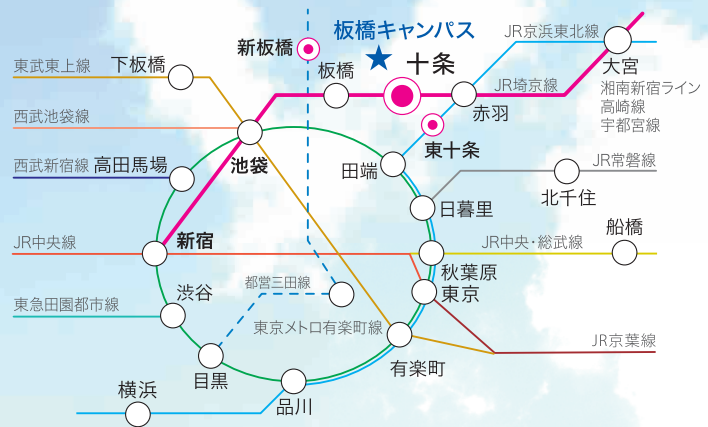 板橋キャンパス
JR京浜東北線
新板橋
大宮
東武東上線
下板橋
板橋
十条
JR埼京線
湘南新宿ライン
高崎線
宇都宮線
赤羽
西武池袋線
池袋
東十条
西武新宿線
高田馬場
田端
JR常磐線
北千住
日暮里
JR中央線
新宿
JR中央・総武線
船橋
秋葉原
東京
都営三田線
東急田園都市線
渋谷
東京メトロ有楽町線
JR京葉線
有楽町
目黒
品川
横浜